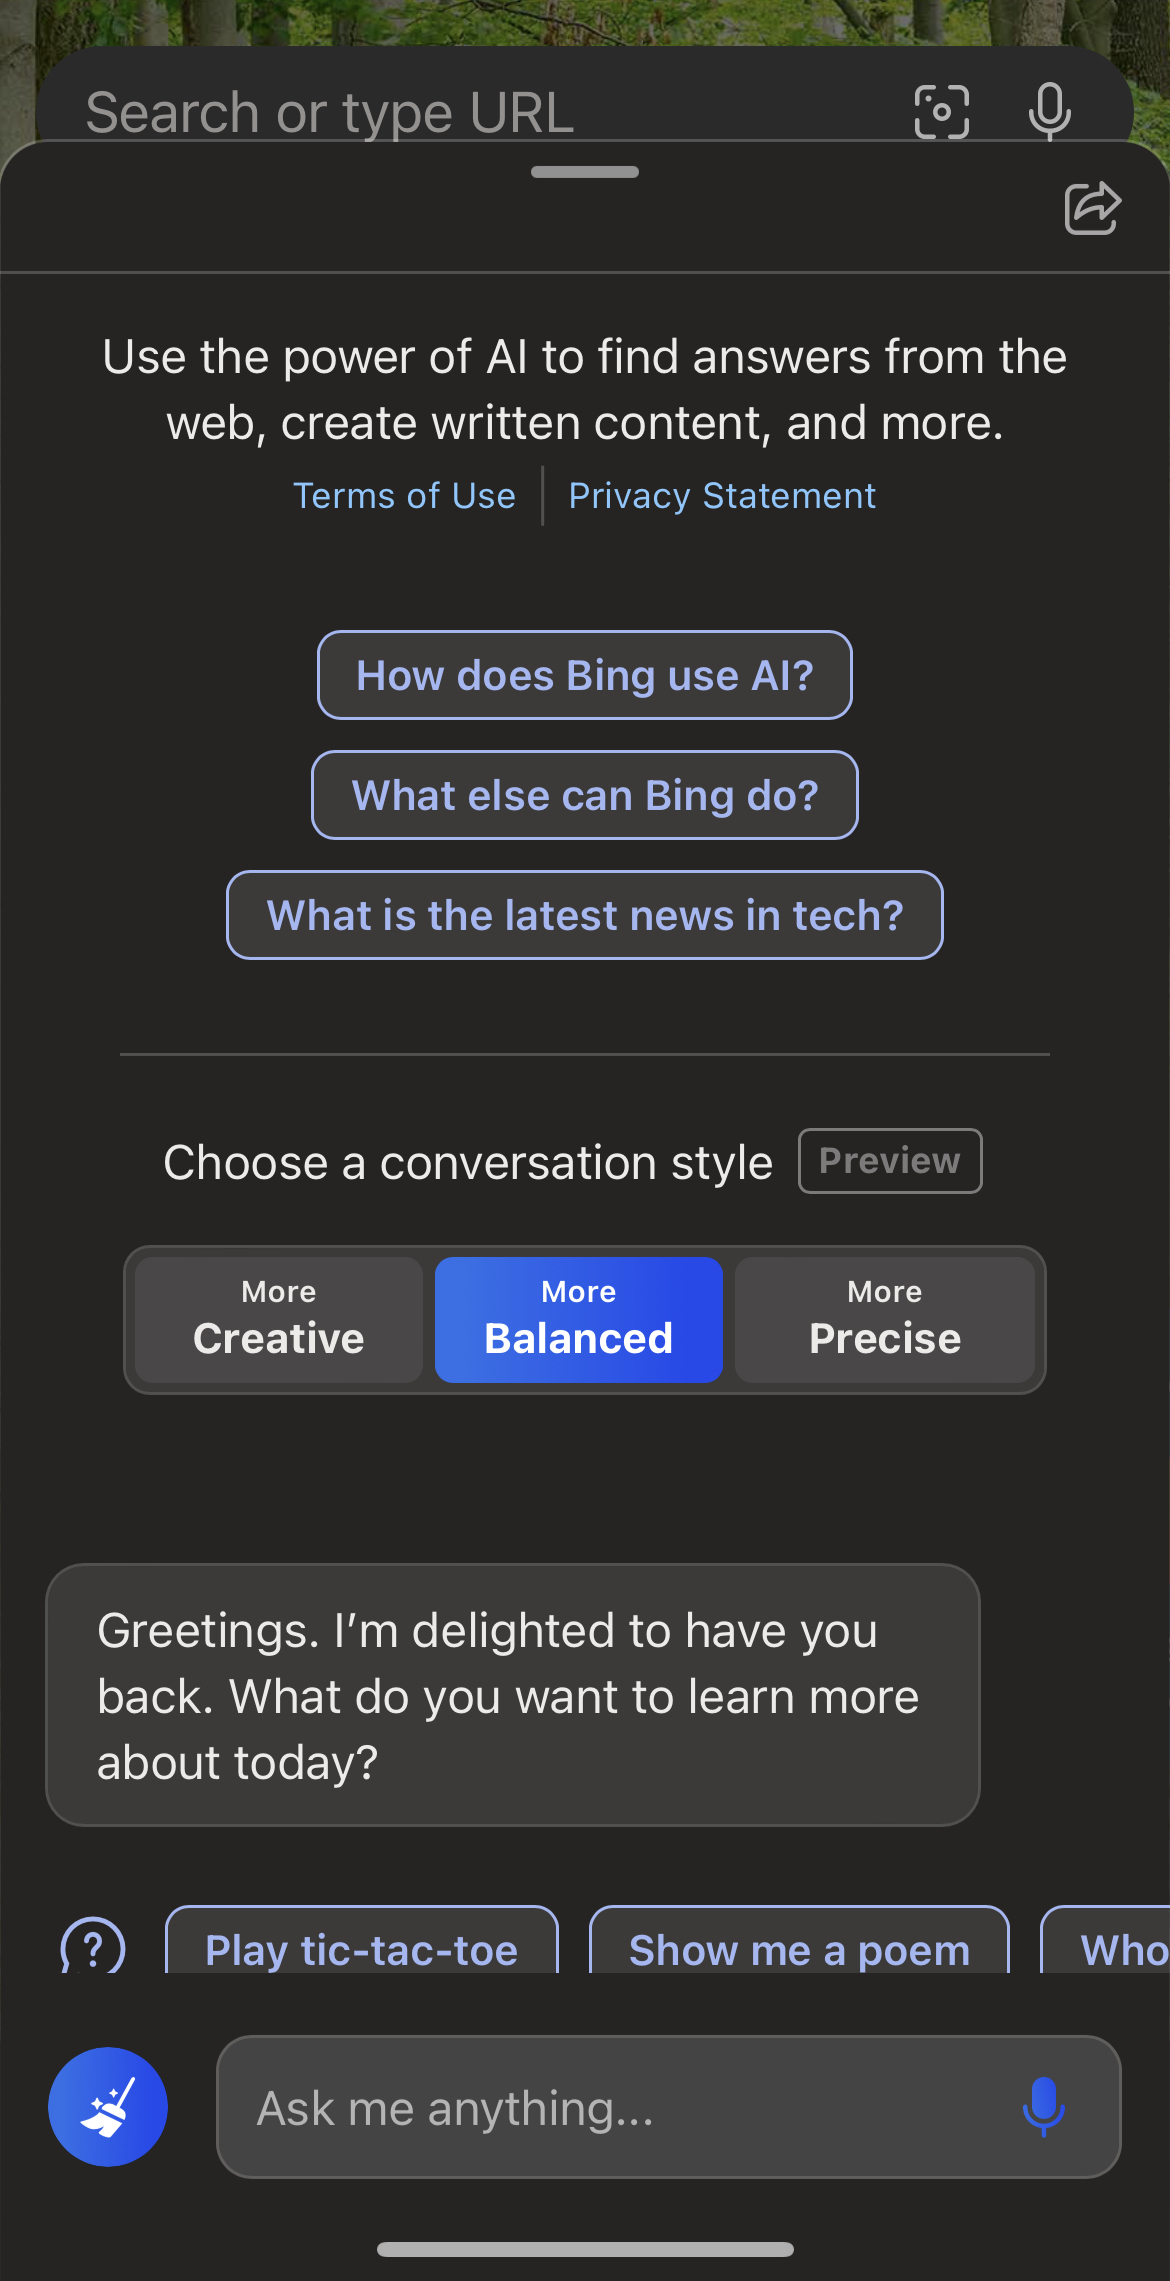 Search or type URL
Use the power of AI to find answers from the
web, create written content, and more.
Terms of Use
Privacy Statement
How does Bing use AI?
What else can Bing do?
What is the latest news in tech?
Choose a conversation style
Preview
More
Creative
More
Balanced
More
Precise
Greetings. I’m delighted to have you
back. What do you want to learn more
about today?
Play tic-tac-toe
Show me a poem
Who
Ask me anything...